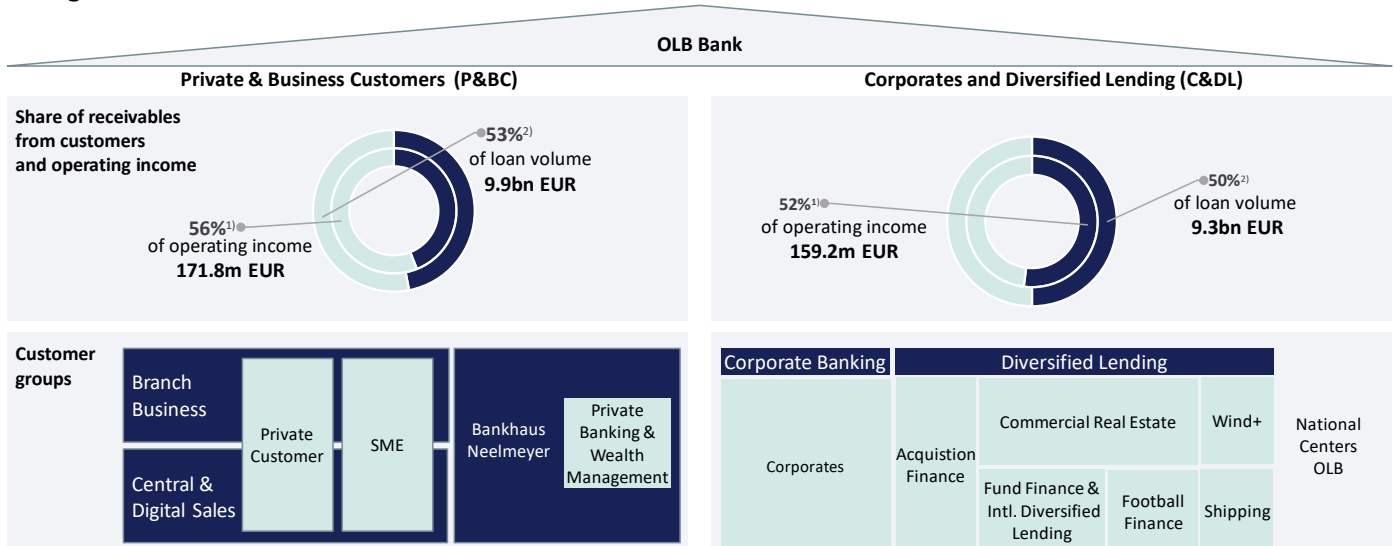 OLB Bank
Private & Business Customers (P&BC)
Share of receivables
from customers
and operating income
53%2)
of loan volume
9.9bn EUR
56%1)
of operating income
171.8m EUR
Corporates and Diversified Lending (C&DL)
50%2)
of loan volume
9.3bn EUR
52%1)
of operating income
159.2m EUR
Customer
groups
Branch
Business
Central &
Digital Sales
Private
Customer
SME
Bankhaus
Neelmeyer
Private
Banking &
Wealth
Management
Corporate Banking
Diversified Lending
Corporates
Acquistion
Finance
Commercial Real Estate
Wind+
Fund Finance &
Intl. Diversified
Lending
Football
Finance
Shipping
National
Centers
OLB